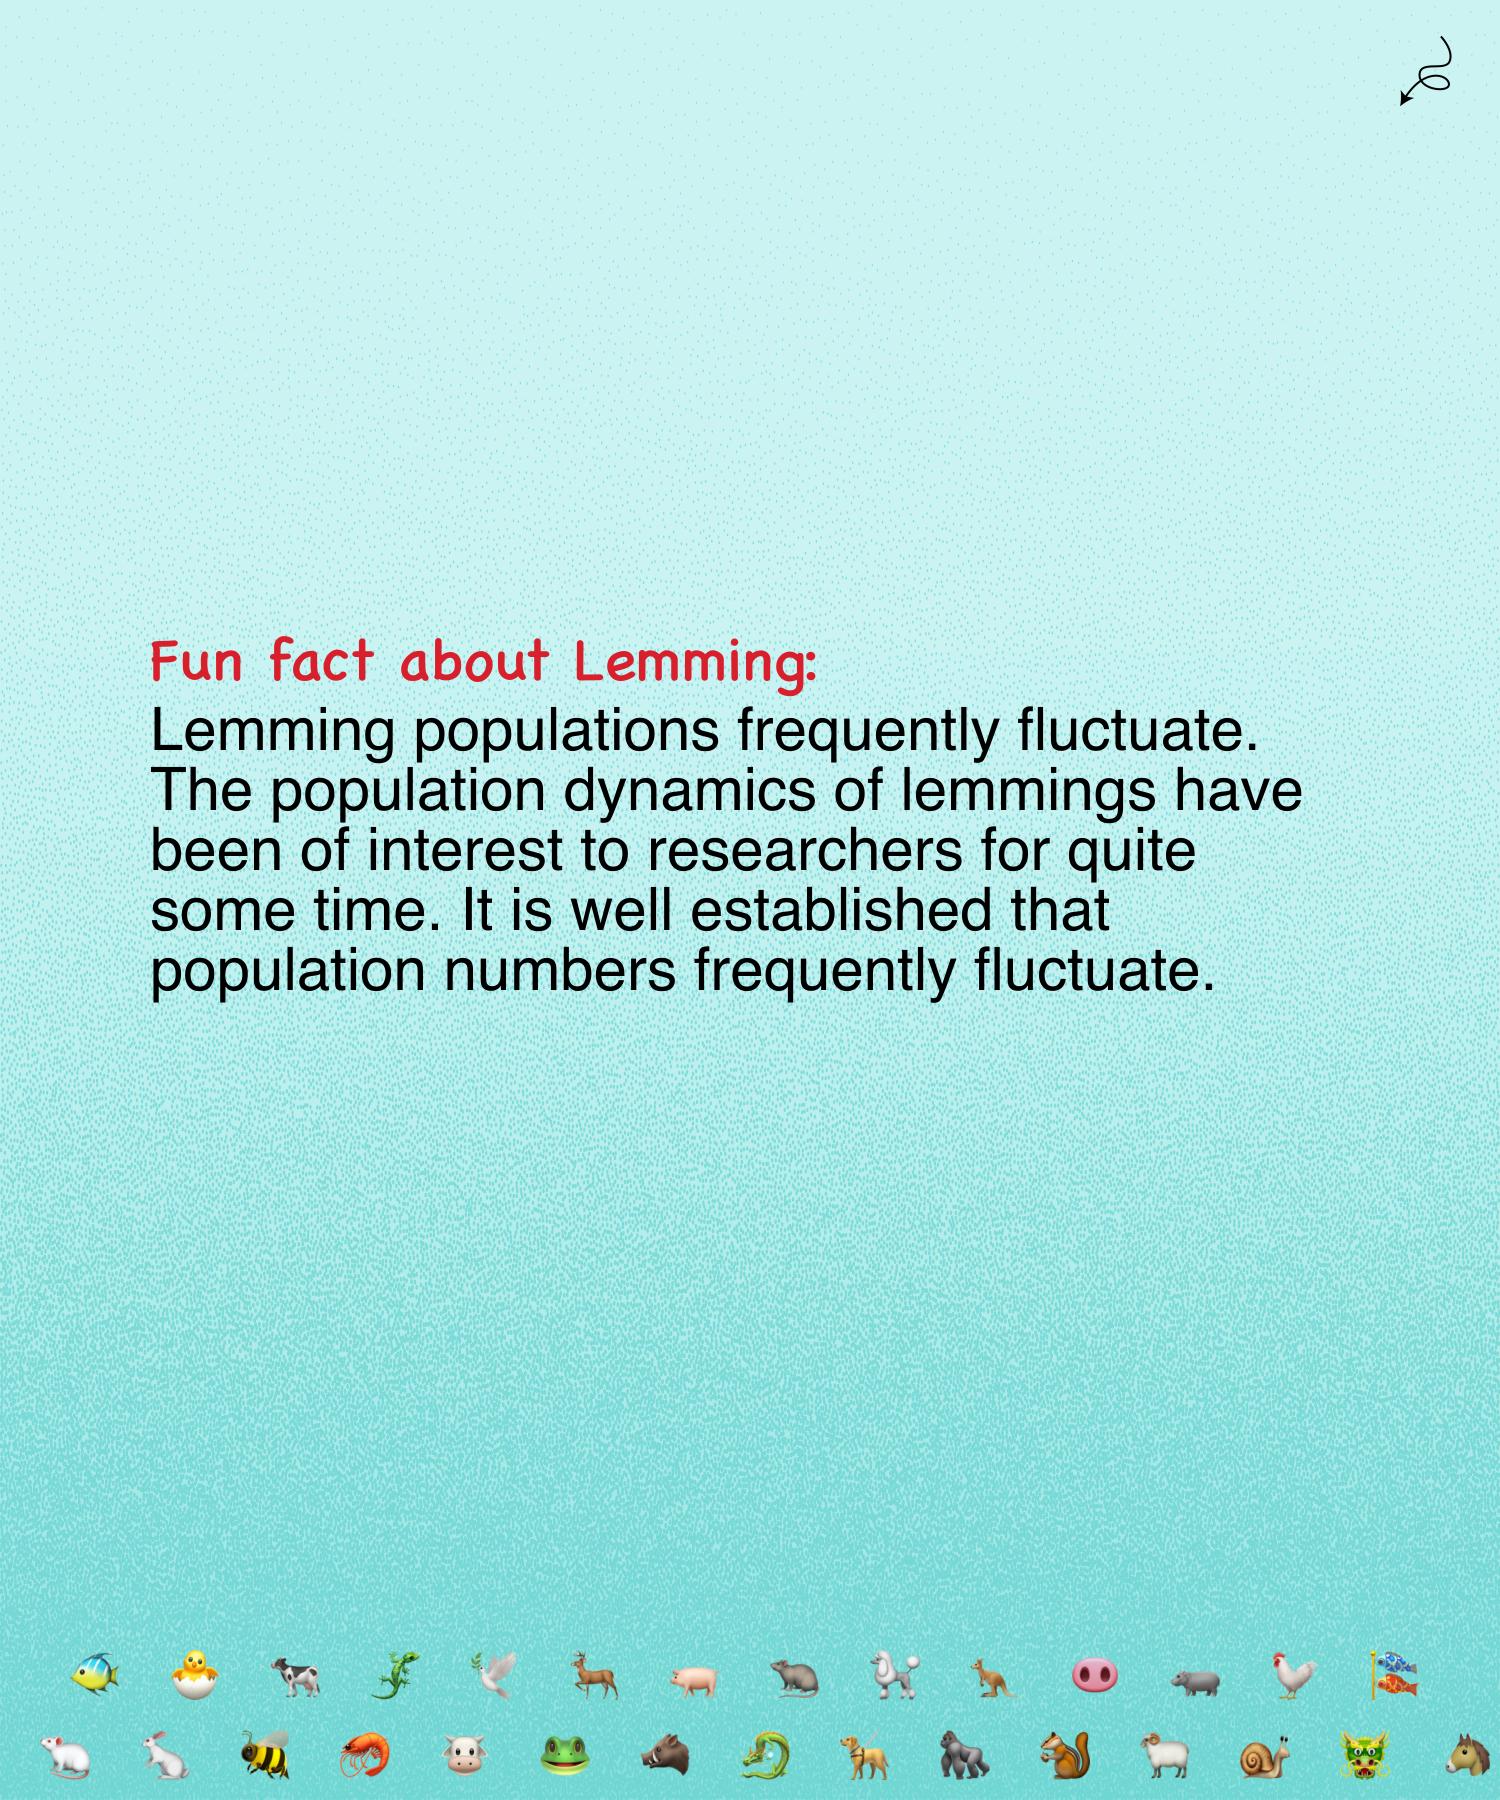 Fun fact about Lemming:
Lemming populations frequently fluctuate.
The population dynamics of lemmings have
been of interest to researchers for quite
some time. It is well established that
population numbers frequently fluctuate.